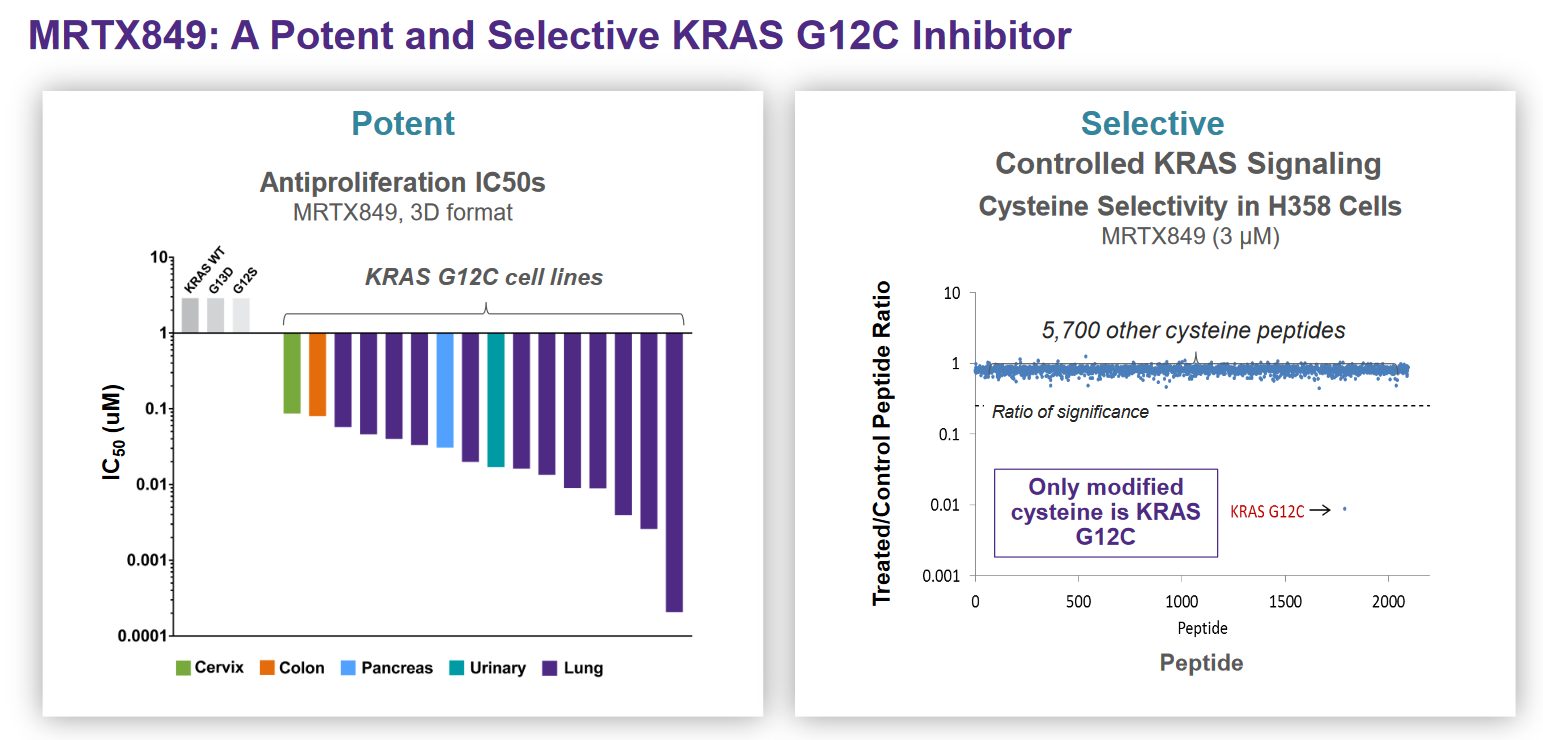 MRTX849: A Potent and Selective KRAS G12C Inhibitor
Potent
Antiproliferation IC50s
MRTX849, 3D format
10
1
0.1
0.01
0.001
0.0001
IC50 (uM)
KRAS WT
G13D
G12S
KRAS G12C cell lines
Cervix
Colon
Pancreas
Urinary
Lung
Selective
Controlled KRAS Signaling
Cysteine Selectivity in H358 Cells
MRTX849 (3 µM)
Treated/Control Peptide Ratio
10
1
0.1
0.01
0.001
5,700 other cysteine peptides
Ratio of significance
Only modified
cysteine is KRAS
G12C
KRAS G12C
0
500
1000
1500
2000
Peptide
Peptide